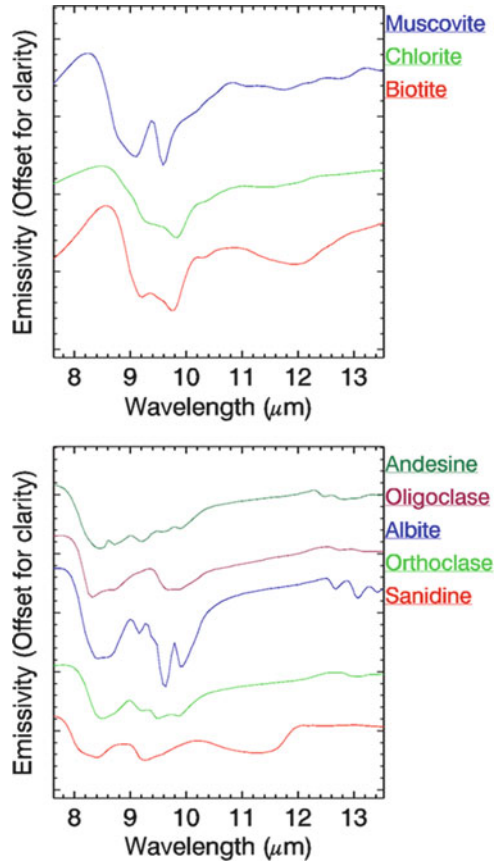 Muscovite
Chlorite
Biotite
Emissivity (Offset for clarity)
8 9 10 11 12 13
Wavelength (μm)
Andesine
Oligoclase
Albite
Orthoclase
Sanidine
Emissivity (Offset for clarity)
8 9 10 11 12 13
Wavelength (μm)